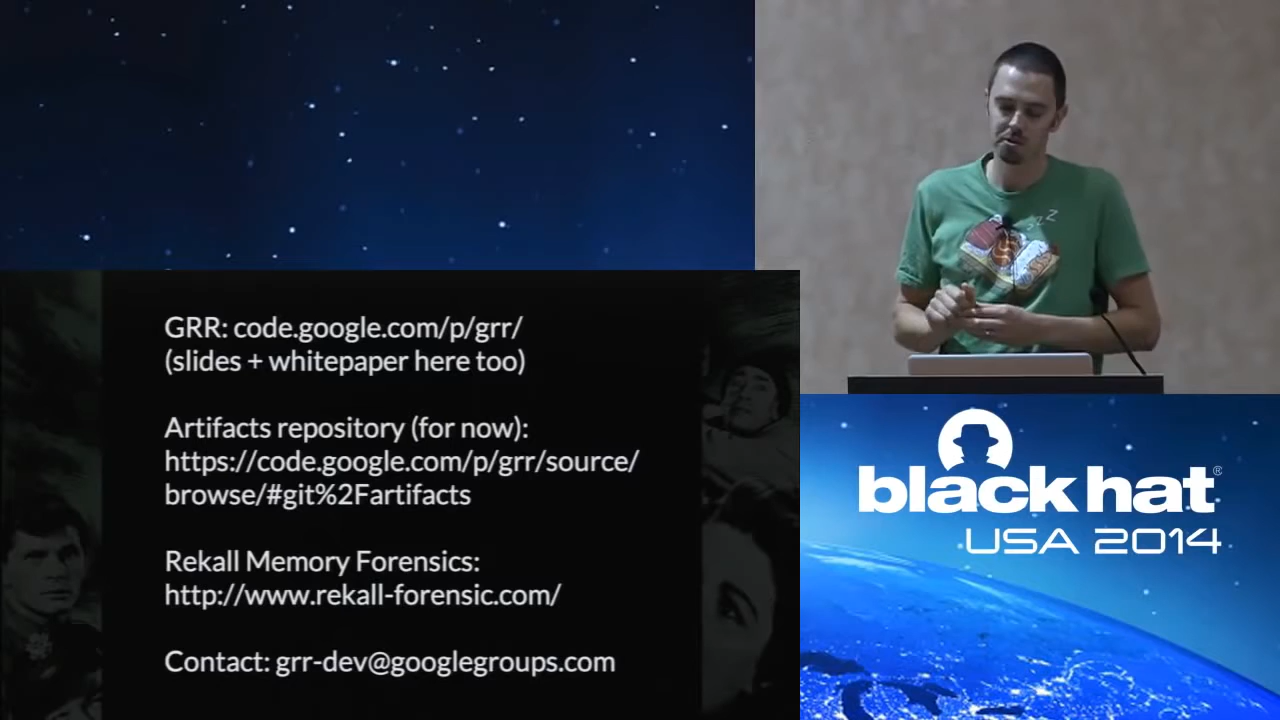 GRR: code.google.com/p/grr/
(slides + whitepaper here too)
Artifacts repository (for now):
https://code.google.com/p/grr/source/
browse/#git%2Fartifacts
Rekall Memory Forensics:
http://www.rekall-forensic.com/
Contact: grr-dev@googlegroups.com
zzZ
black hat®
USA 2014